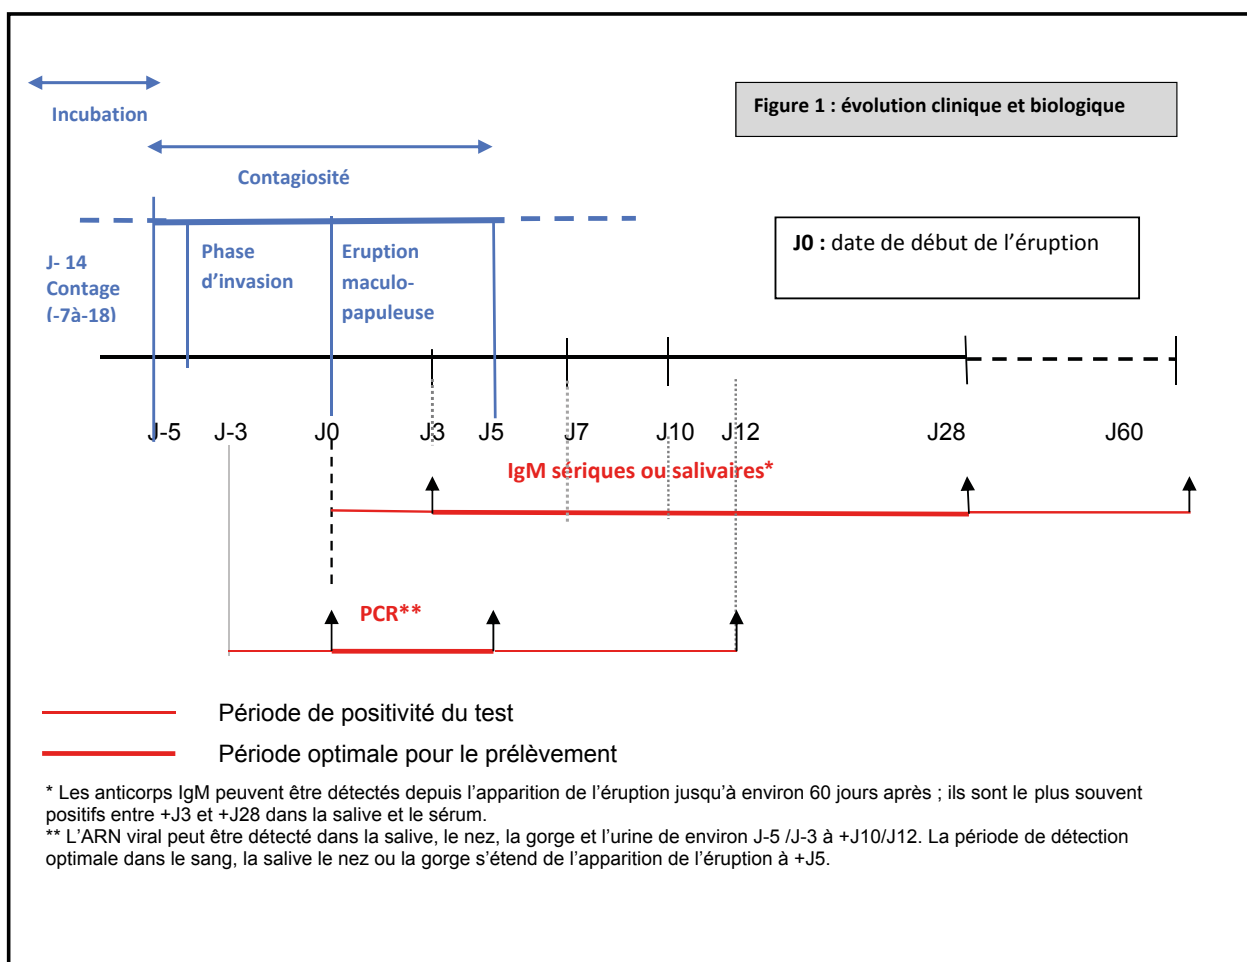 Incubation
Figure 1 : évolution clinique et biologique
Contagiosité
J0 : date de début de l'éruption
J- 14
Contage
(-7à-18)
Phase
d'invasion
Eruption
maculo-
papuleuse
J-5 J-3 J0 J3 J5 J7 J10 J12 J28 J60
IgM sériques ou salivaires*
PCR**
Période de positivité du test
Période optimale pour le prélèvement
* Les anticorps IgM peuvent être détectés depuis l'apparition de l'éruption jusqu'à environ 60 jours après ; ils sont le plus souvent
positifs entre +J3 et +J28 dans la salive et le sérum.
** L'ARN viral peut être détecté dans la salive, le nez, la gorge et l'urine de environ J-5 /J-3 à +J10/J12. La période de détection
optimale dans le sang, la salive le nez ou la gorge s'étend de l'apparition de l'éruption à +J5.